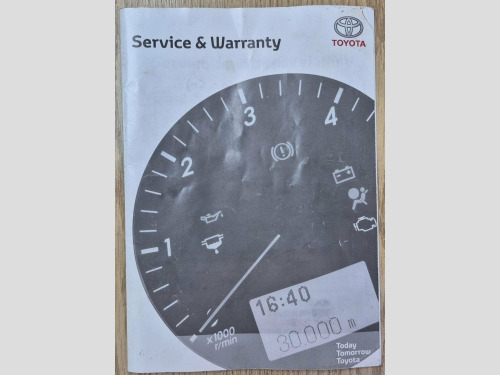 Service & Warranty
TOYOTA
1
2
3
4
16:40
30.000 m
x1000
r/min
Today
Tomorrow
Toyota